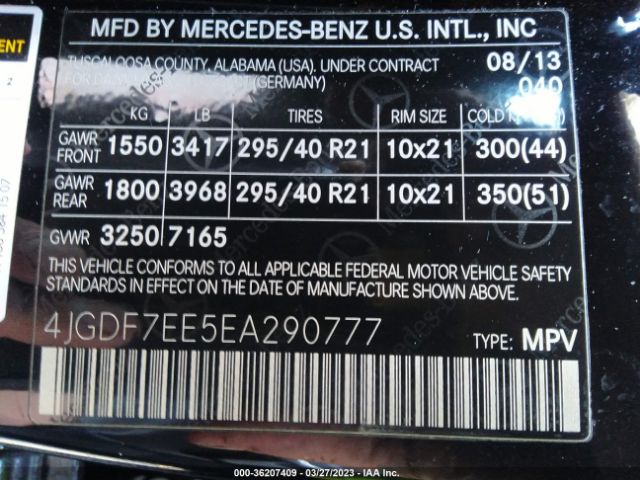 MFD BY MERCEDES-BENZ U.S. INTL., INC
TUSCALOOSA COUNTY, ALABAMA (USA). UNDER CONTRACT 08/13
(GERMANY) 040
KG LB TIRES RIM SIZE COLD
GAWR FRONT 1550 3417 295/40 R21 10x21 300(44)
GAWR REAR 1800 3968 295/40 R21 10x21 350(51)
GVWR 3250 7165
THIS VEHICLE CONFORMS TO ALL APPLICABLE FEDERAL MOTOR VEHICLE SAFETY
STANDARDS IN EFFECT ON THE DATE OF MANUFACTURE SHOWN ABOVE.
4JGDF7EE5EA290777 TYPE: MPV
000-36207409 - 03/27/2023 - IAA Inc.